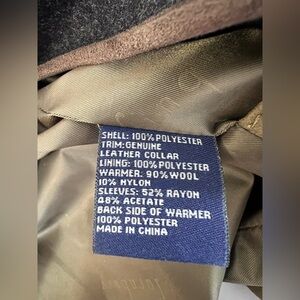 SHELL: 100% POLYESTER
TRIM:GENUINE
LEATHER COLLAR
LINING: 100% POLYESTER
WARMER: 90% WOOL
10% NYLON
SLEEVES: 52% RAYON
48% ACETATE
BACK SIDE OF WARMER
100% POLYESTER
MADE IN CHINA